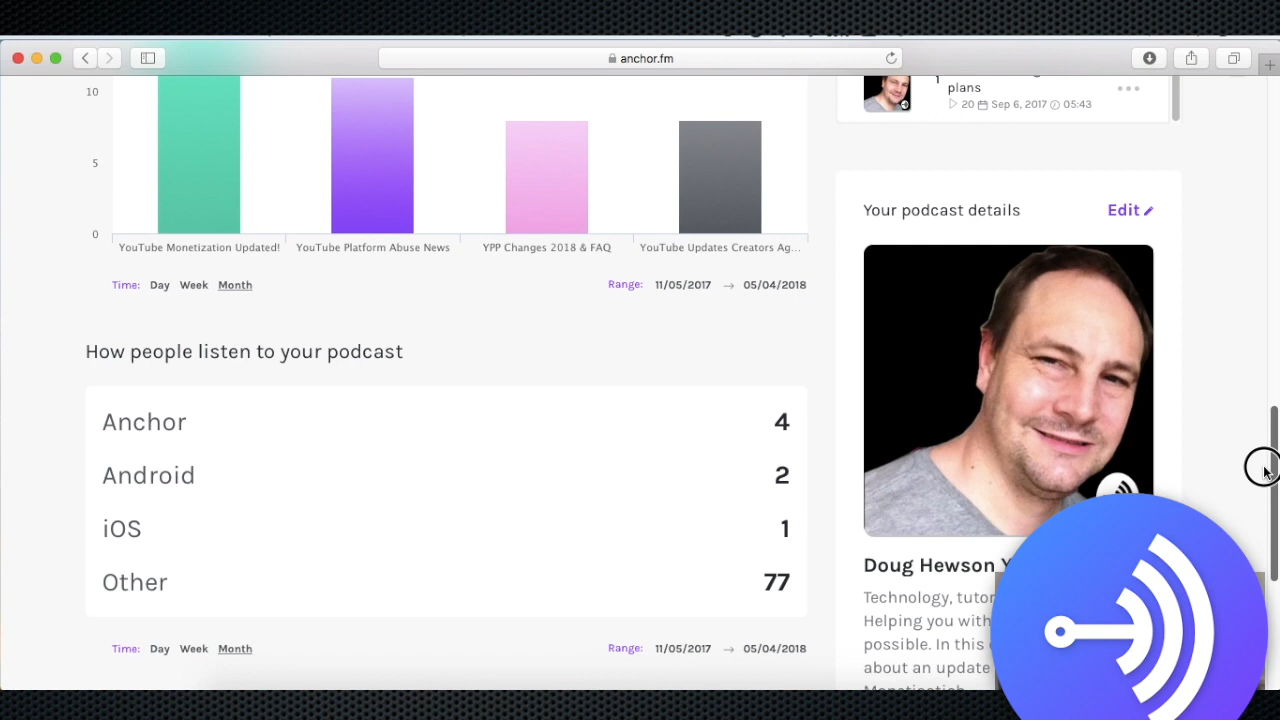 anchor.fm
10
5
0
YouTube Monetization Updated!
YouTube Platform Abuse News
YPP Changes 2018 & FAQ
YouTube Updates Creators Ag...
Time: Day Week Month
Range: 11/05/2017 → 05/04/2018
How people listen to your podcast
Anchor 4
Android 2
iOS 1
Other 77
Time: Day Week Month
Range: 11/05/2017 → 05/04/2018
plans
20 Sep 6, 2017 05:43
Your podcast details
Edit
Doug Hewson
Technology,
Helping you with
possible. In this
about an update